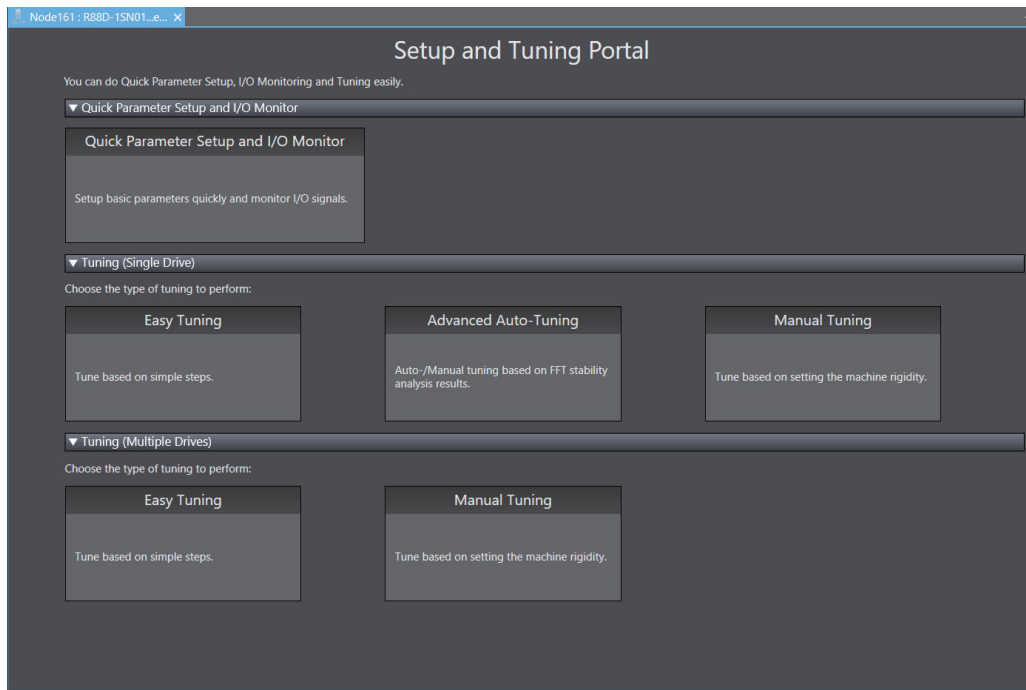 Node161 : R88D-1SN01...e...
Setup and Tuning Portal
You can do Quick Parameter Setup, I/O Monitoring and Tuning easily.
Quick Parameter Setup and I/O Monitor
Quick Parameter Setup and I/O Monitor
Setup basic parameters quickly and monitor I/O signals.
Tuning (Single Drive)
Choose the type of tuning to perform:
Easy Tuning
Tune based on simple steps.
Advanced Auto-Tuning
Auto-/Manual tuning based on FFT stability
analysis results.
Manual Tuning
Tune based on setting the machine rigidity.
Tuning (Multiple Drives)
Choose the type of tuning to perform:
Easy Tuning
Tune based on simple steps.
Manual Tuning
Tune based on setting the machine rigidity.